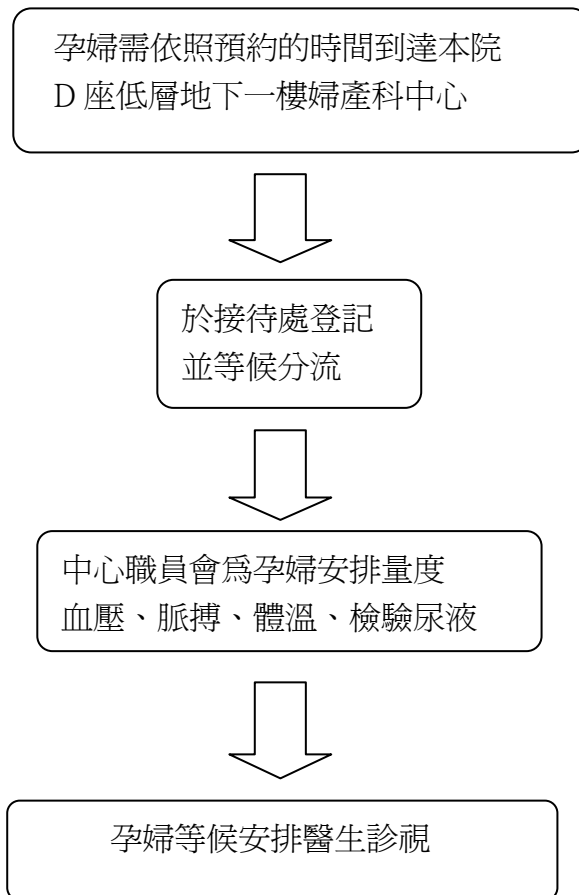 孕婦需依照預約的時間到達本院
D 座低層地下一樓婦產科中心
於接待處登記
並等候分流
中心職員會為孕婦安排量度
血壓、脈搏、體溫、檢驗尿液
孕婦等候安排醫生診視